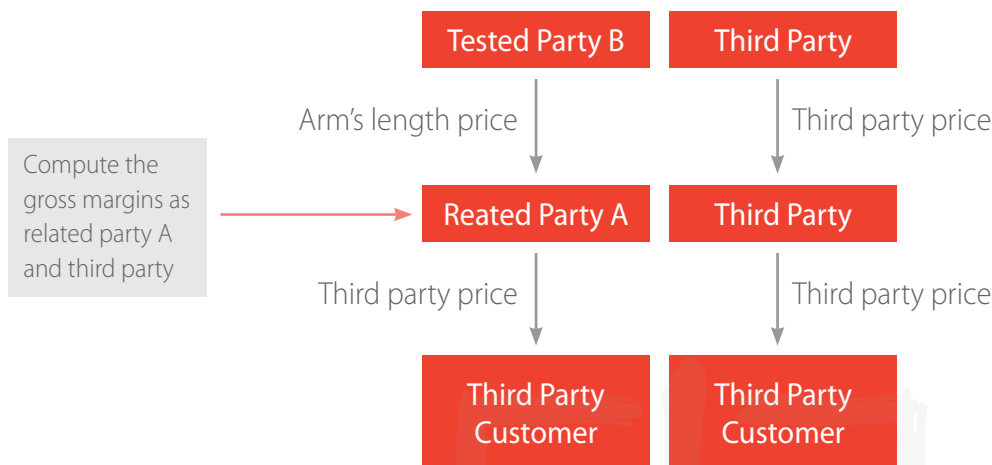 Tested Party B
Third Party
Arm's length price
Third party price
Compute the
gross margins as
related party A
and third party
Reated Party A
Third Party
Third party price
Third party price
Third Party
Customer
Third Party
Customer